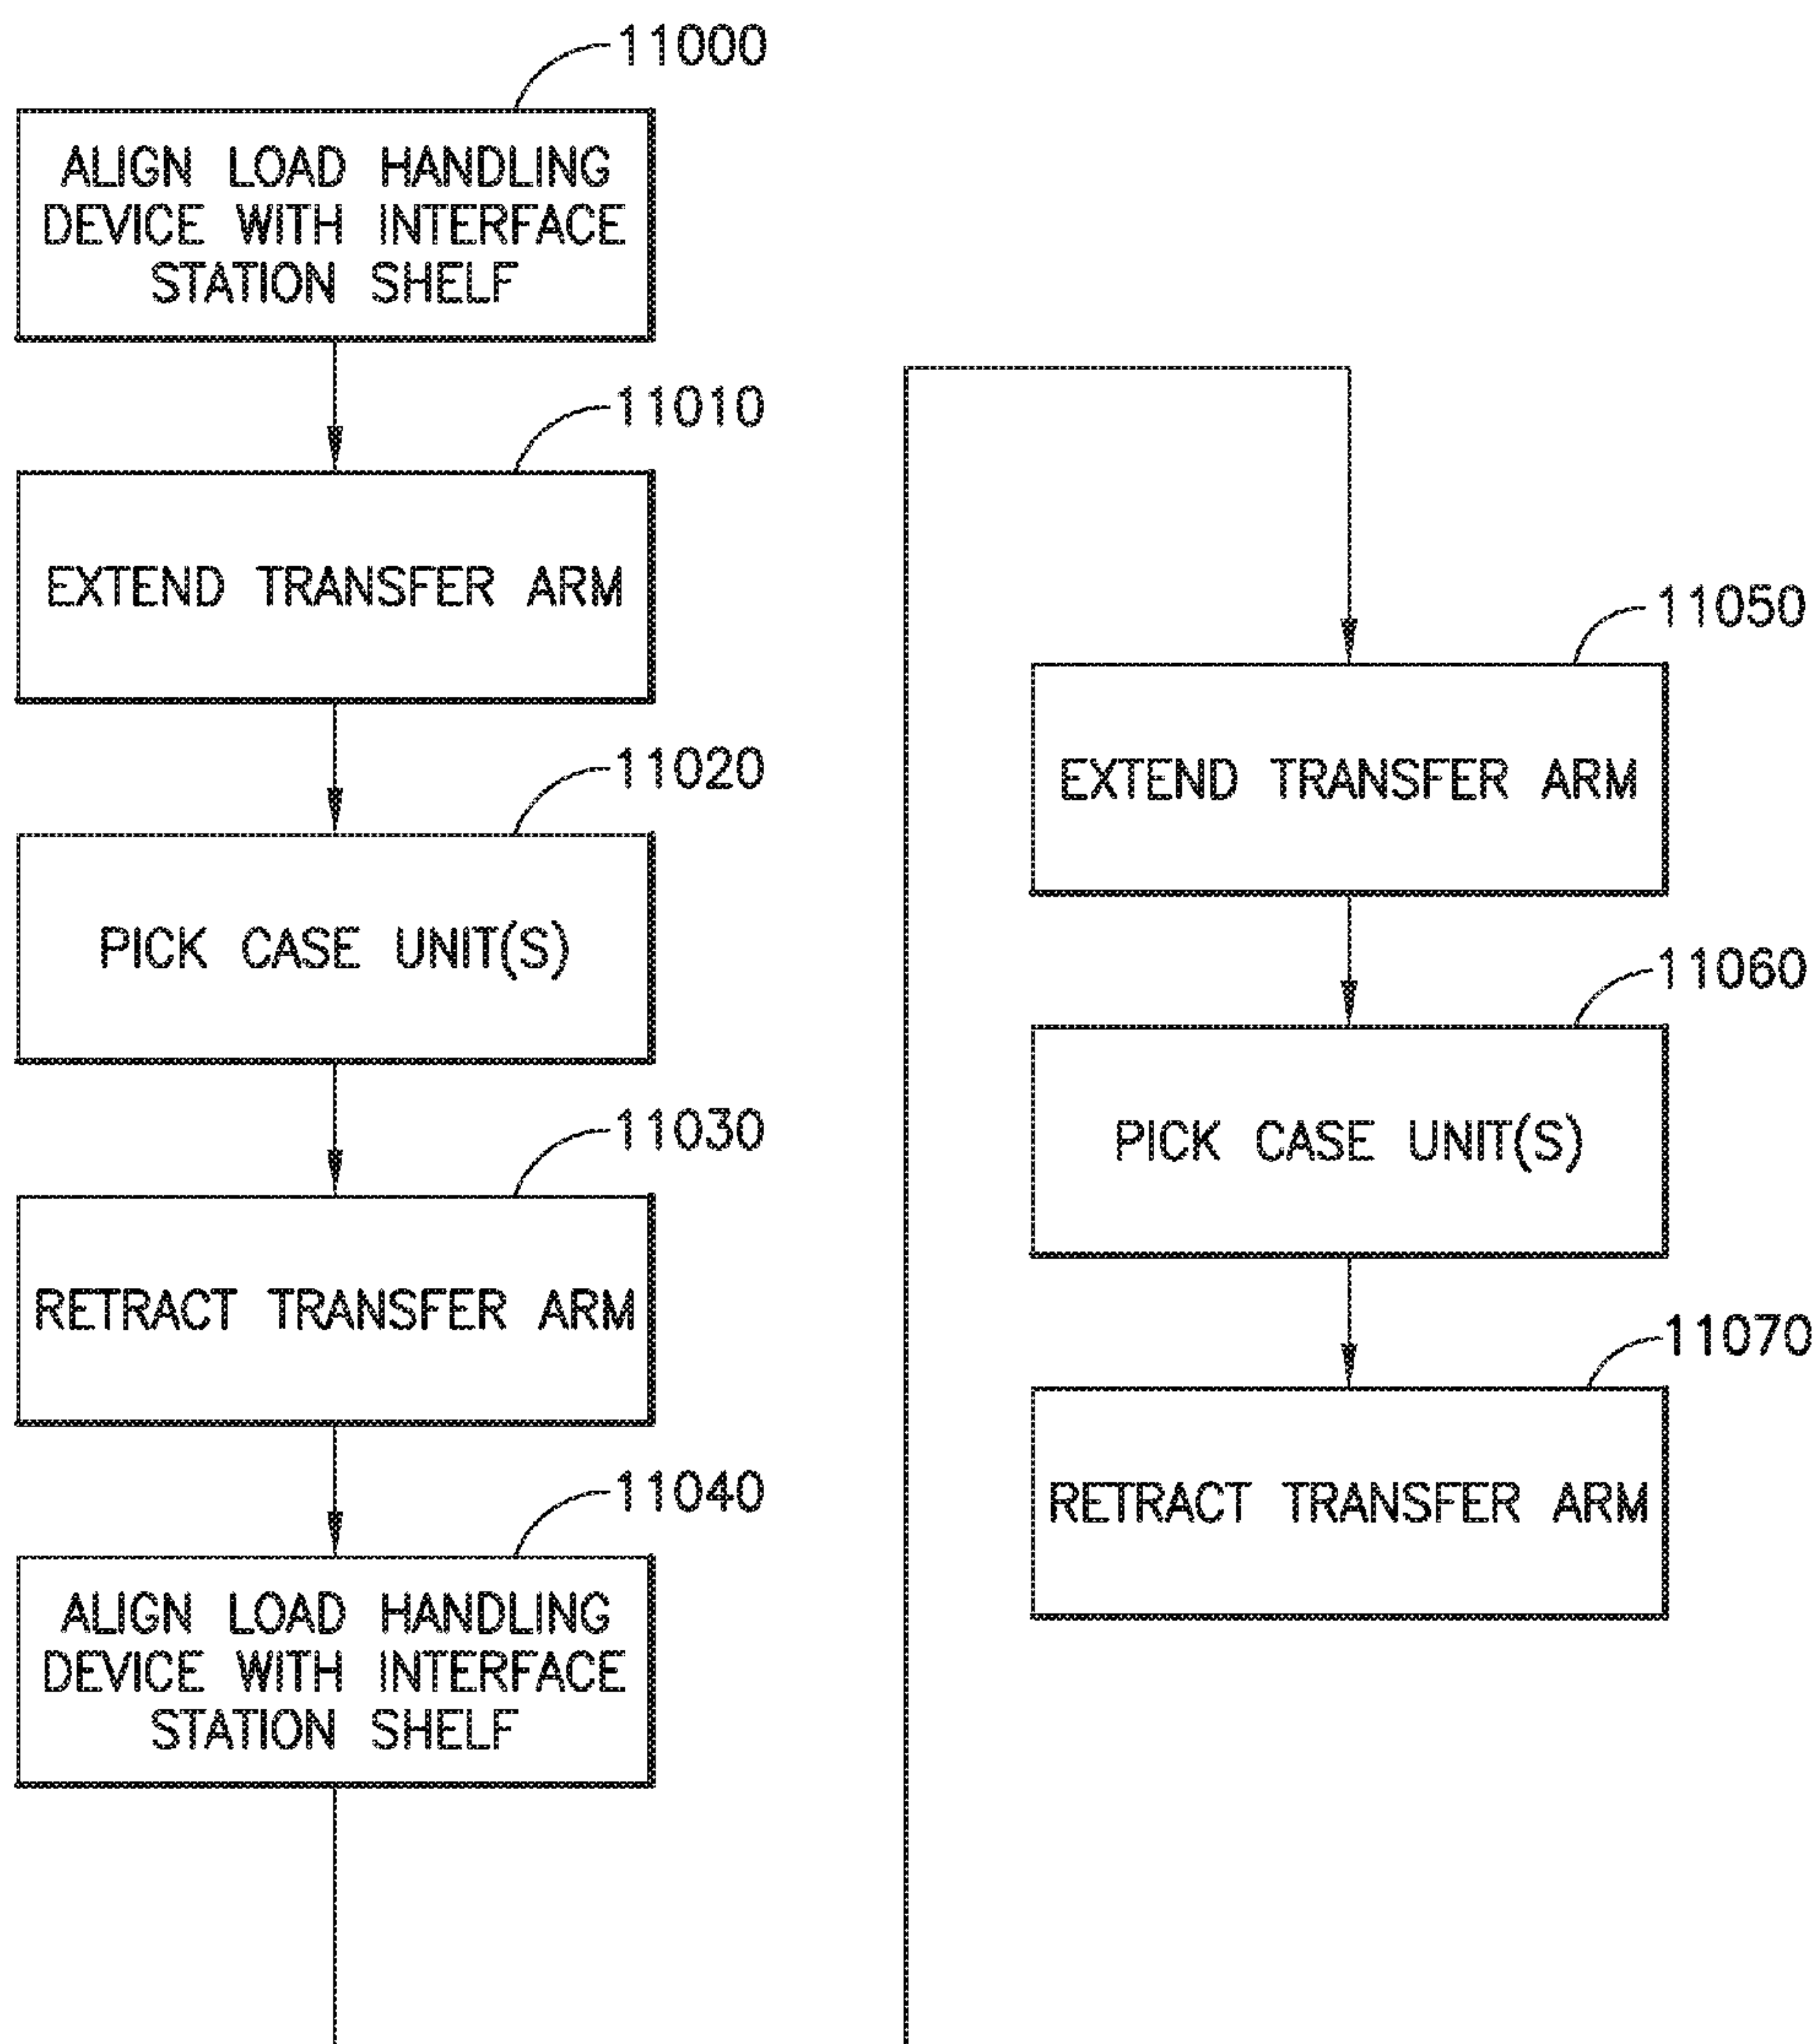 11000
ALIGN LOAD HANDLING
DEVICE WITH INTERFACE
STATION SHELF
11010
EXTEND TRANSFER ARM
11020
PICK CASE UNIT(S)
11030
RETRACT TRANSFER ARM
11040
ALIGN LOAD HANDLING
DEVICE WITH INTERFACE
STATION SHELF
11050
EXTEND TRANSFER ARM
11060
PICK CASE UNIT(S)
11070
RETRACT TRANSFER ARM